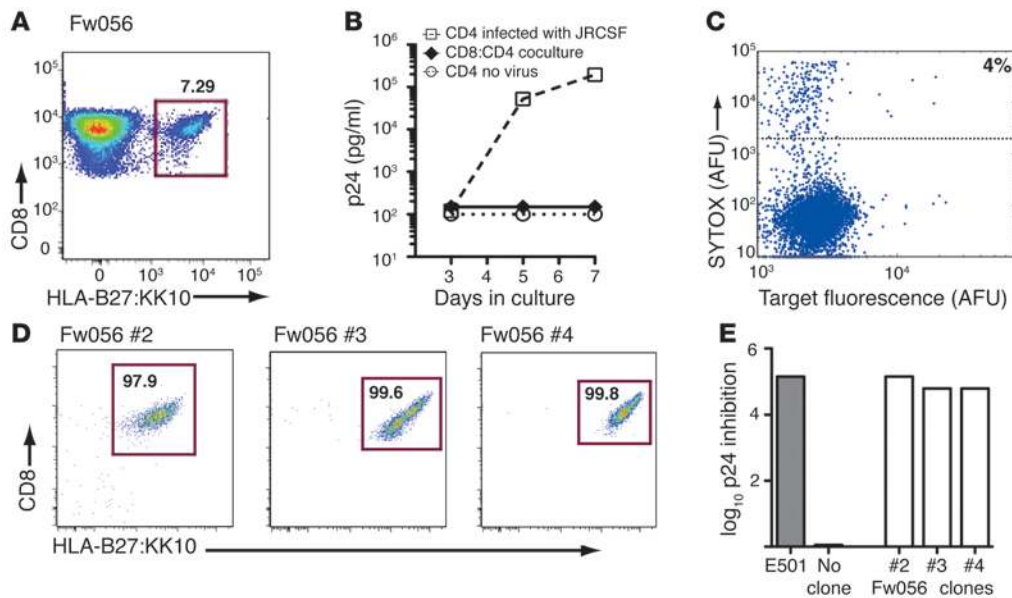 A
Fw056
7.29
10⁵
10⁴
10³
10²
0
CD8
0 10³ 10⁴ 10⁵
HLA-B27:KK10
B
CD4 infected with JRCSF
CD8:CD4 coculture
CD4 no virus
10⁶
10⁵
10⁴
10³
10²
10¹
p24 (pg/ml)
3 4 5 6 7
Days in culture
C
4%
10⁵
10⁴
10³
10²
10
SYTOX (AFU)
10³ 10⁴
Target fluorescence (AFU)
D
Fw056 #2
97.9
Fw056 #3
99.6
Fw056 #4
99.8
CD8
HLA-B27:KK10
E
6
4
2
log₁₀ p24 inhibition
E501 No clone #2 #3 #4
Fw056 clones